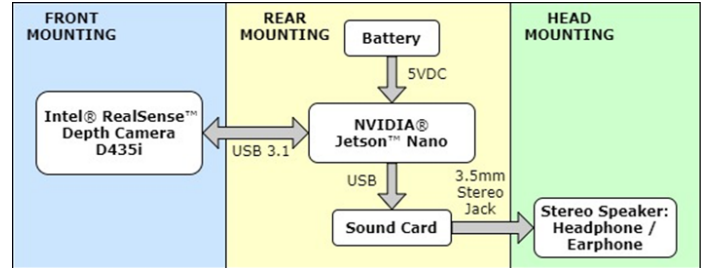 FRONT
MOUNTING
REAR
MOUNTING
HEAD
MOUNTING
Battery
5VDC
Intel® RealSense™
Depth Camera
D435i
USB 3.1
NVIDIA®
Jetson™ Nano
USB
3.5mm
Stereo
Jack
Sound Card
Stereo Speaker:
Headphone /
Earphone